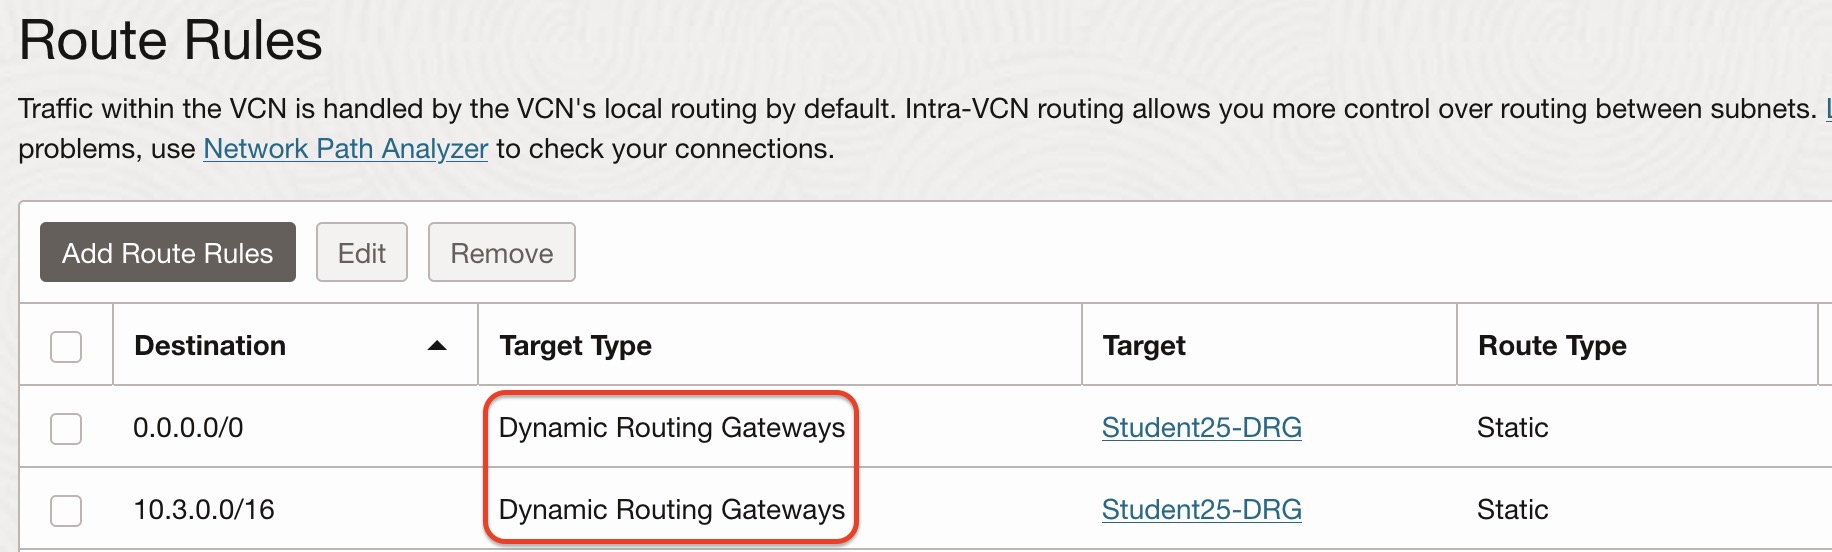 Route Rules
Traffic within the VCN is handled by the VCN's local routing by default. Intra-VCN routing allows you more control over routing between subnets.
problems, use Network Path Analyzer to check your connections.
Add Route Rules Edit Remove
Destination Target Type Target Route Type
0.0.0.0/0 Dynamic Routing Gateways Student25-DRG Static
10.3.0.0/16 Dynamic Routing Gateways Student25-DRG Static